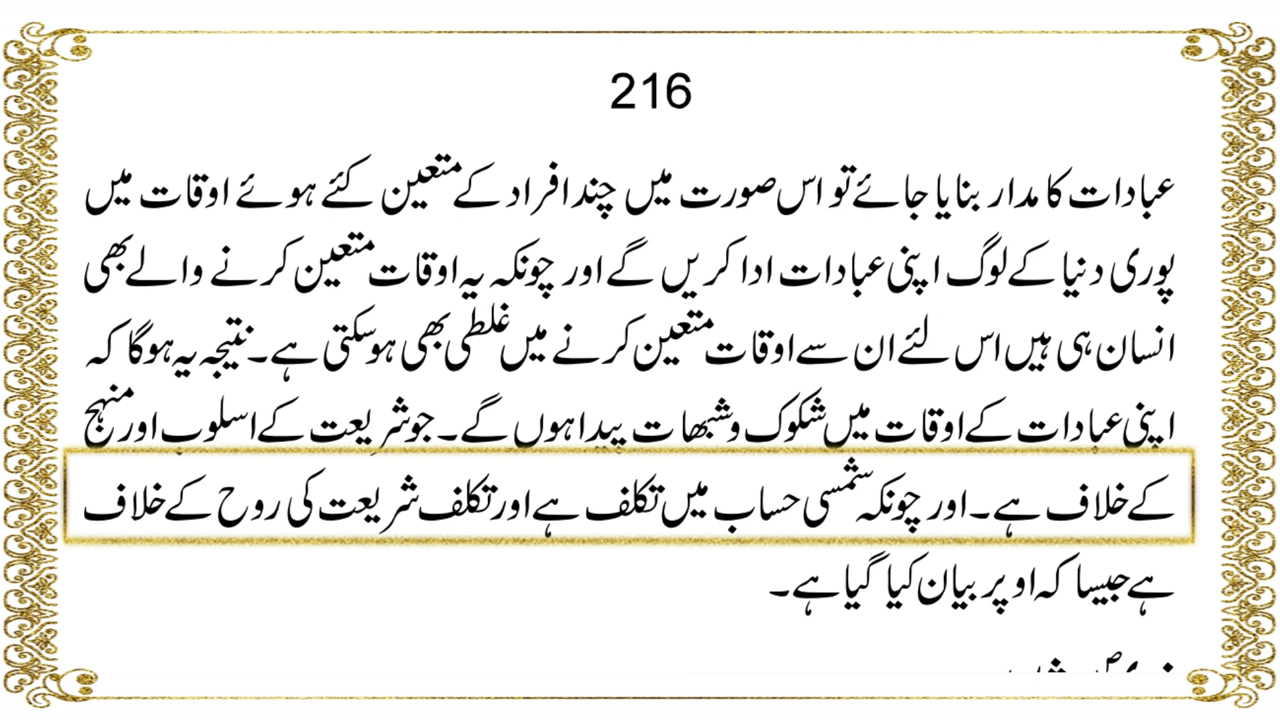 216
عبادات کا مدار بنایا جائے تو اس صورت میں چند افراد کے متعین کئے ہوئے اوقات میں
پوری دنیا کے لوگ اپنی عبادات ادا کریں گے اور چونکہ یہ اوقات متعین کرنے والے بھی
انسان ہی ہیں اس لئے ان سے اوقات متعین کرنے میں غلطی بھی ہو سکتی ہے۔ نتیجہ یہ ہوگا کہ
اپنی عبادات کے اوقات میں شکوک و شبھات پیدا ہوں گے۔ جو شریعت کے اسلوب اور منہج
کے خلاف ہے۔ اور چونکہ شمسی حساب میں تکلف ہے اور تکلف شریعت کی روح کے خلاف
ہے جیسا کہ اوپر بیان کیا گیا ہے۔